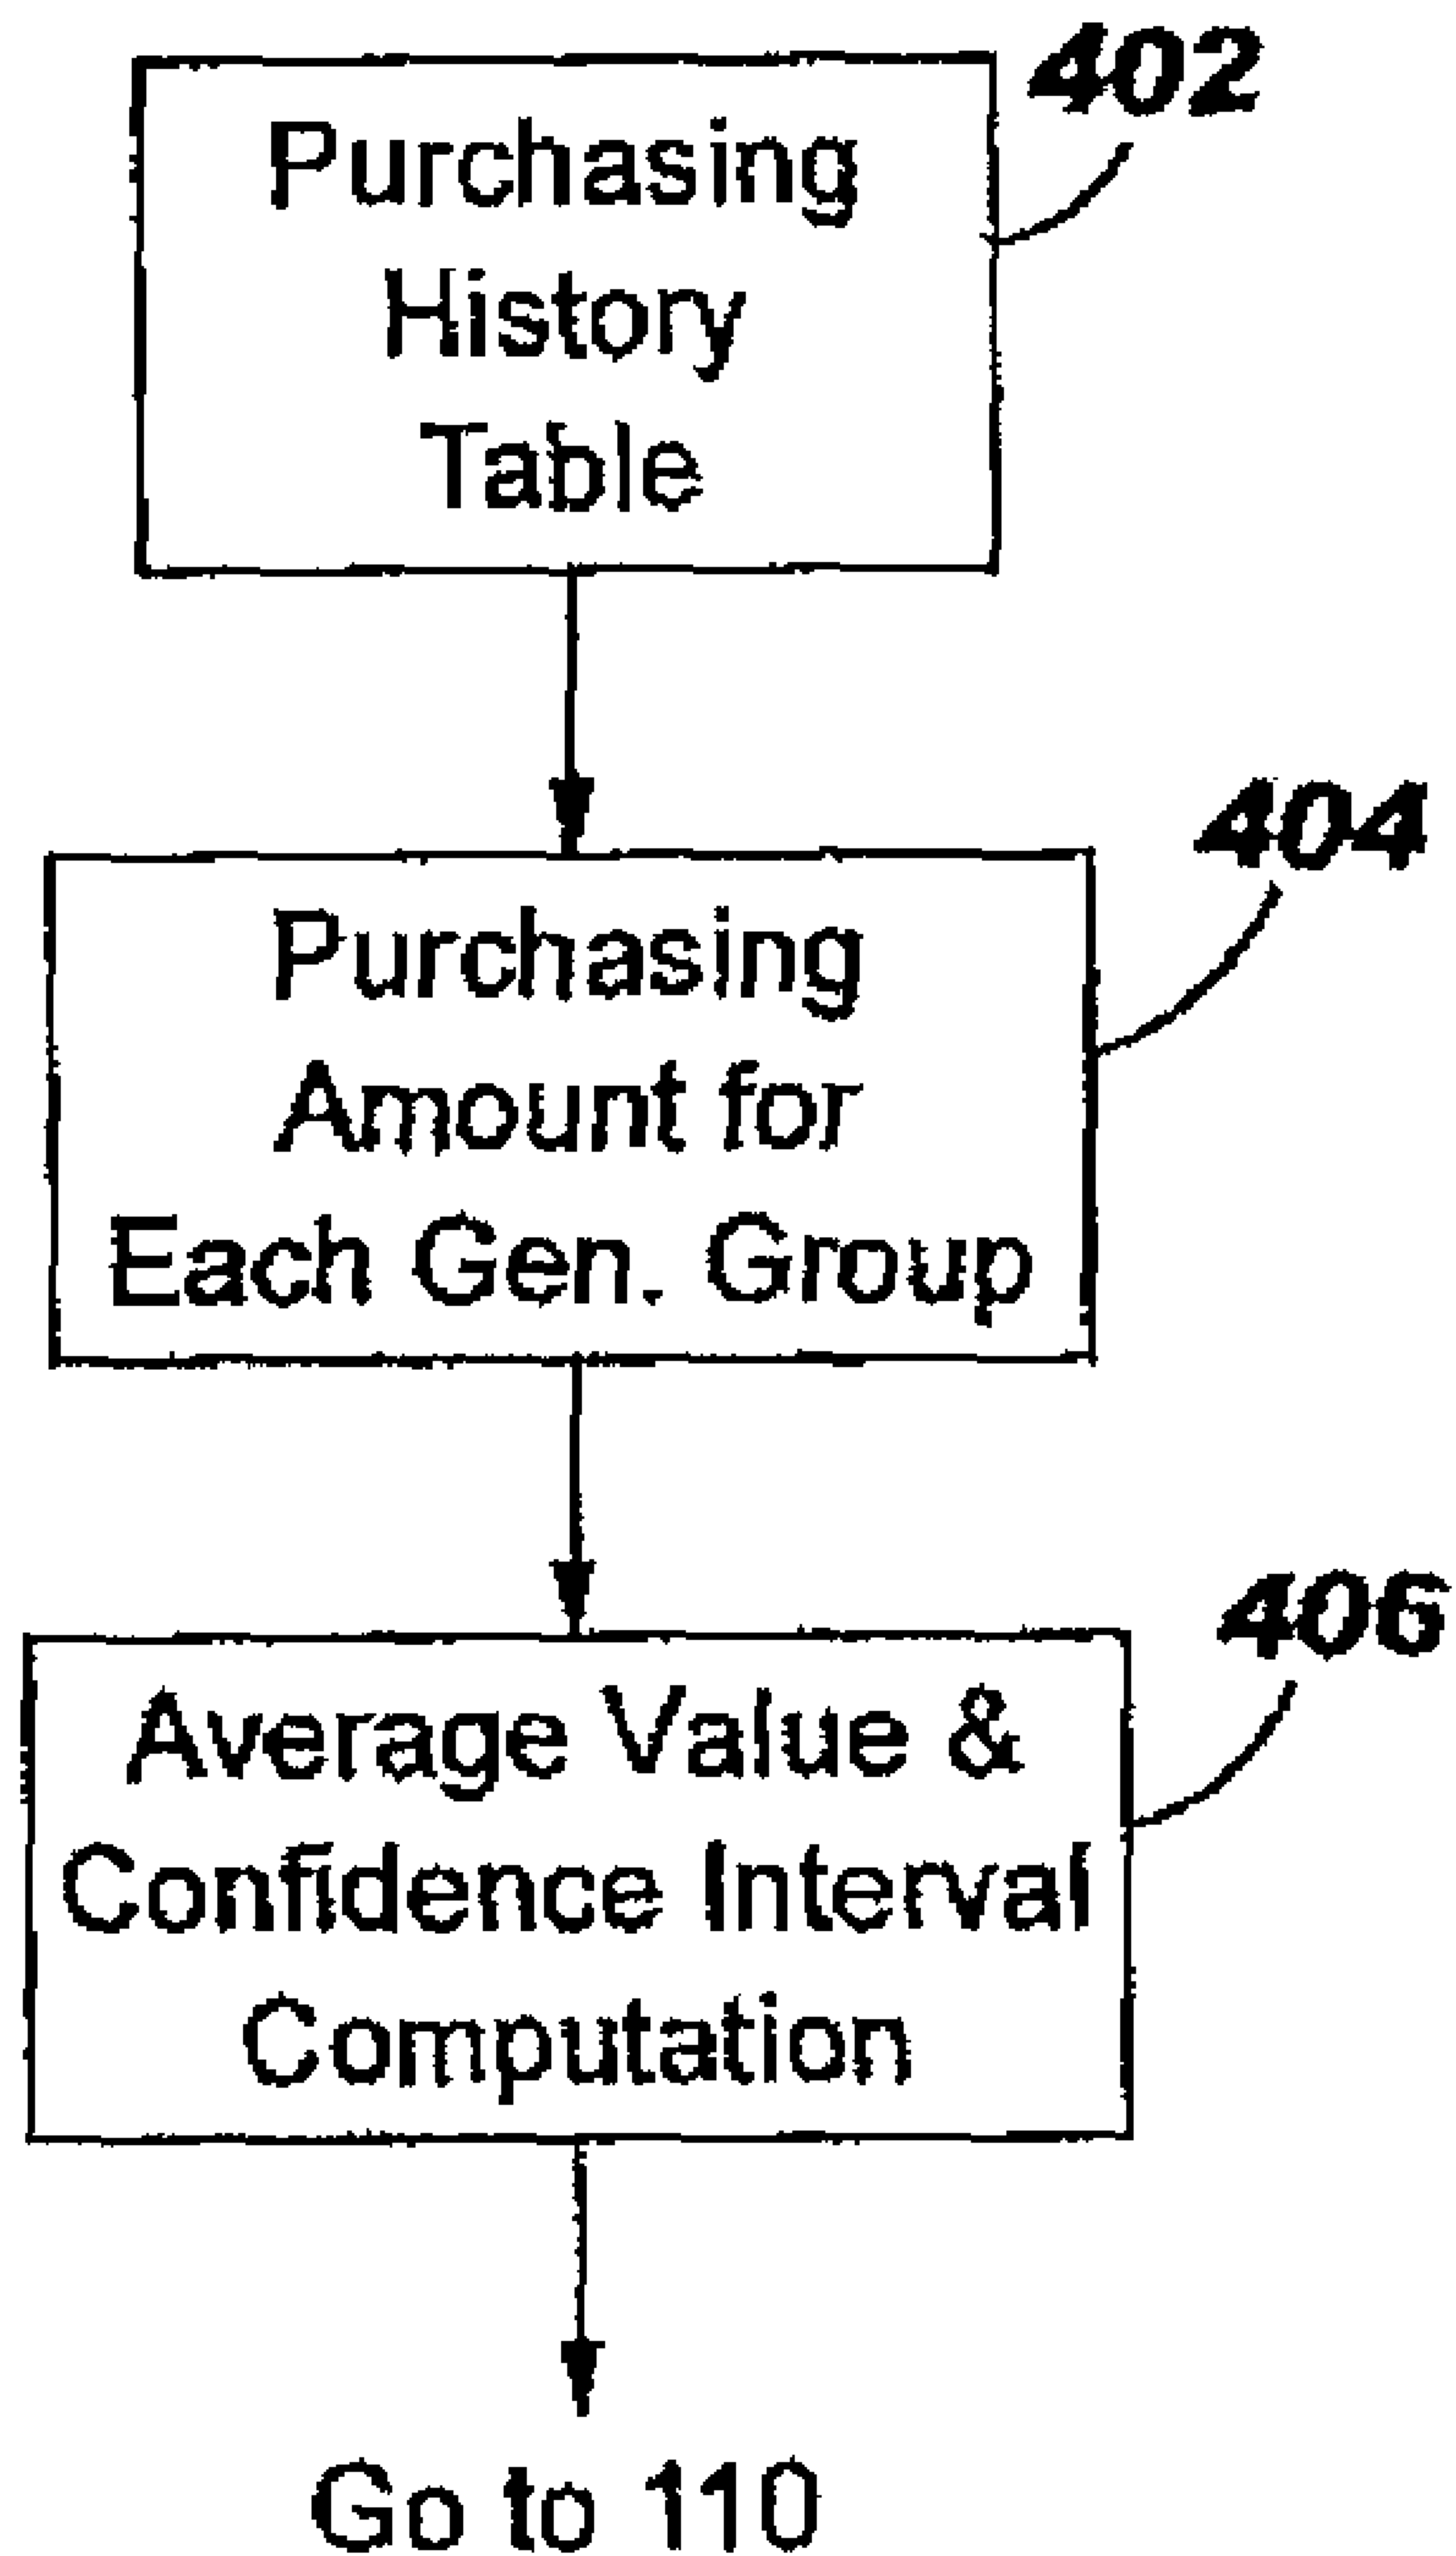 402
Purchasing
History
Table
404
Purchasing
Amount for
Each Gen. Group
406
Average Value &
Confidence Interval
Computation
Go to 110